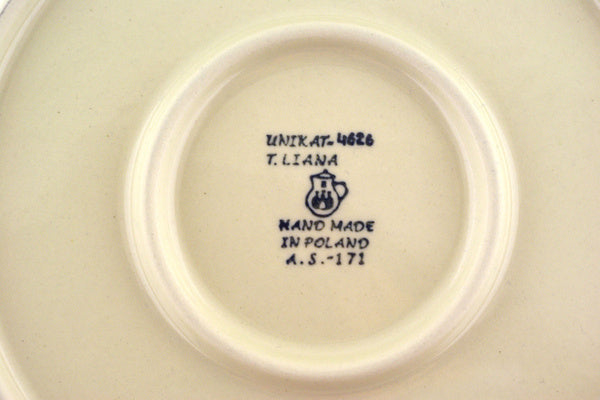 UNIKAT-4626
T. LIANA
HAND MADE
IN POLAND
A.S.-171